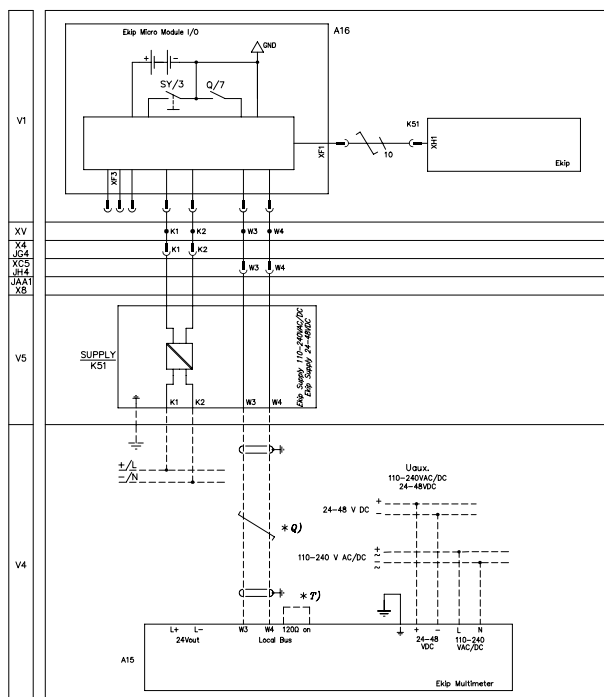 Ekip Micro Module I/O
A16
GND
+ -
SY/3
Q/7
V1
K51
XF1
10
XH1
Ekip
XF3
XV
K1 K2 W3 W4
X4
JG4
K1 K2
XC5
JH4
W3 W4
JAA1
X8
V5
SUPPLY
K51
Ekip Supply 110-240VAC/DC
Ekip Supply 24-48VDC
K1 K2 W3 W4
+/L
-/N
Uaux.
110-240VAC/DC
24-48VDC
24-48 V DC
+
-
* Q)
110-240 V AC/DC
+
~
-
~
V4
* T)
L+ L- W3 W4 120Ω on + - L N
24Vout Local Bus 24-48
VDC
110-240
VAC/DC
A15
Ekip Multimeter